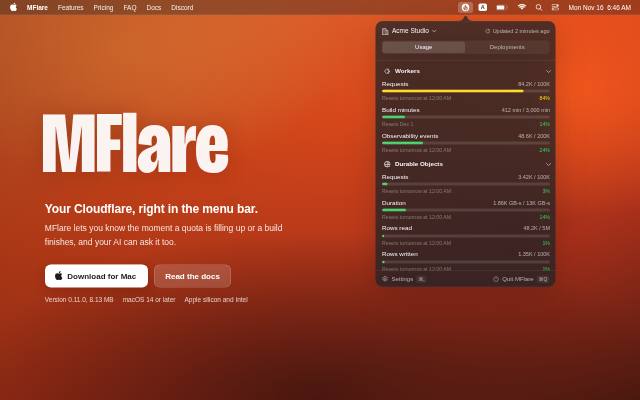 MFlare Features Pricing FAQ Docs Discord
A
Mon Nov 16 6:46 AM
Acme Studio
Updated 2 minutes ago
Usage
Deployments
Workers
Requests 84.2K / 100K
Resets tomorrow at 12:00 AM 84%
Build minutes 412 min / 3,000 min
Resets Dec 1 14%
Observability events 48.6K / 200K
Resets tomorrow at 12:00 AM 24%
Durable Objects
Requests 3.42K / 100K
Resets tomorrow at 12:00 AM 3%
Duration 1.86K GB-s / 13K GB-s
Resets tomorrow at 12:00 AM 14%
Rows read 48.2K / 5M
Resets tomorrow at 12:00 AM 1%
Rows written 1.35K / 100K
Resets tomorrow at 12:00 AM
Settings
Quit MFlare ⌘Q
MFlare
Your Cloudflare, right in the menu bar.
MFlare lets you know the moment a quota is filling up or a build
finishes, and your AI can ask it too.
Download for Mac
Read the docs
Version 0.11.0, 8.13 MB macOS 14 or later Apple silicon and Intel